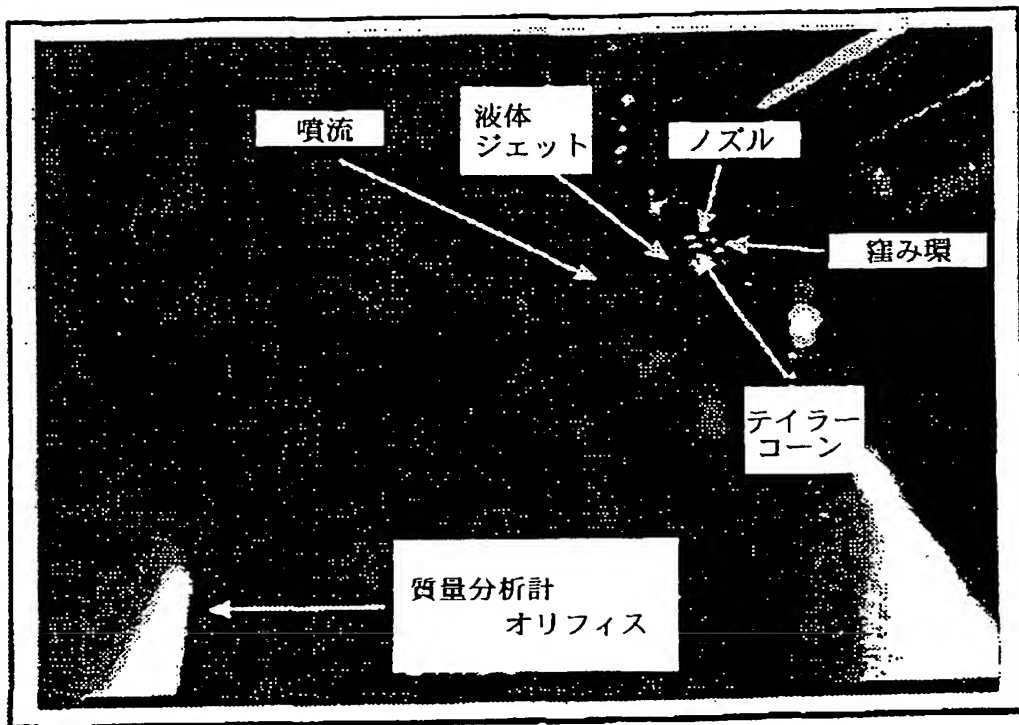 噴流
液体
ジェット
ノズル
窪み環
テイラー
コーン
質量分析計
オリフィス